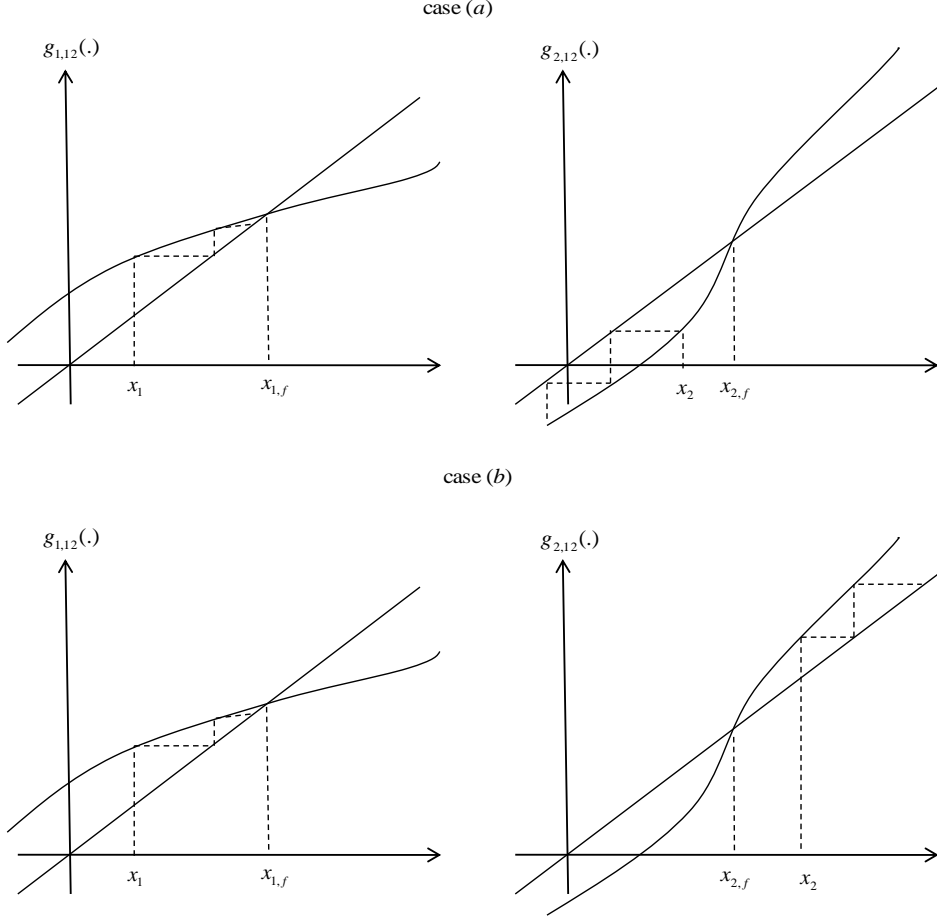 case (a)
g1,12(.)
g2,12(.)
x1
x1,f
x2
x2,f
case (b)
g1,12(.)
g2,12(.)
x1
x1,f
x2,f
x2